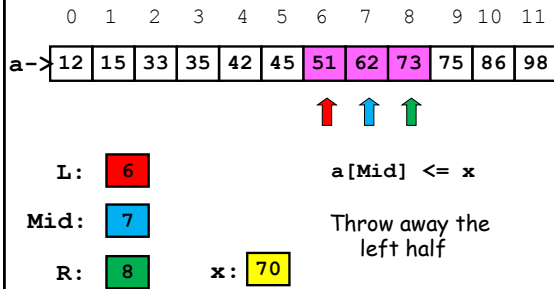 0 1 2 3 4 5 6 7 8 9 10 11
a-> 12 15 33 35 42 45 51 62 73 75 86 98
L: 6
a[Mid] <= x
Mid: 7
Throw away the
left half
R: 8
x: 70